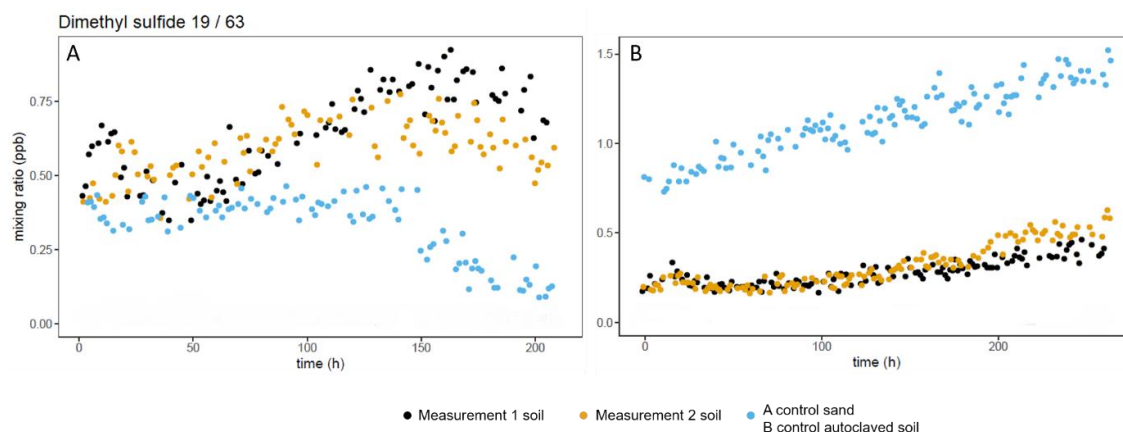 Dimethyl sulfide 19 / 63
A
B
mixing ratio (ppb)
0.75
0.50
0.25
0.00
0
50
100
150
200
time (h)
1.5
1.0
0.5
0.0
0
100
200
time (h)
Measurement 1 soil
Measurement 2 soil
A control sand
B control autoclaved soil